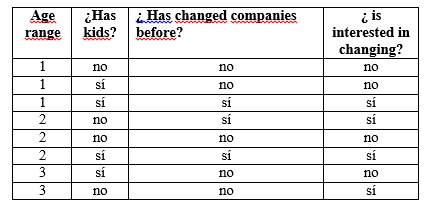 Age range | ¿Has kids? | ¿ Has changed companies before? | ¿ is interested in changing?
1 | no | no | no
1 | sí | no | no
1 | sí | sí | sí
2 | no | sí | sí
2 | no | no | no
2 | sí | sí | sí
3 | sí | no | no
3 | no | no | sí